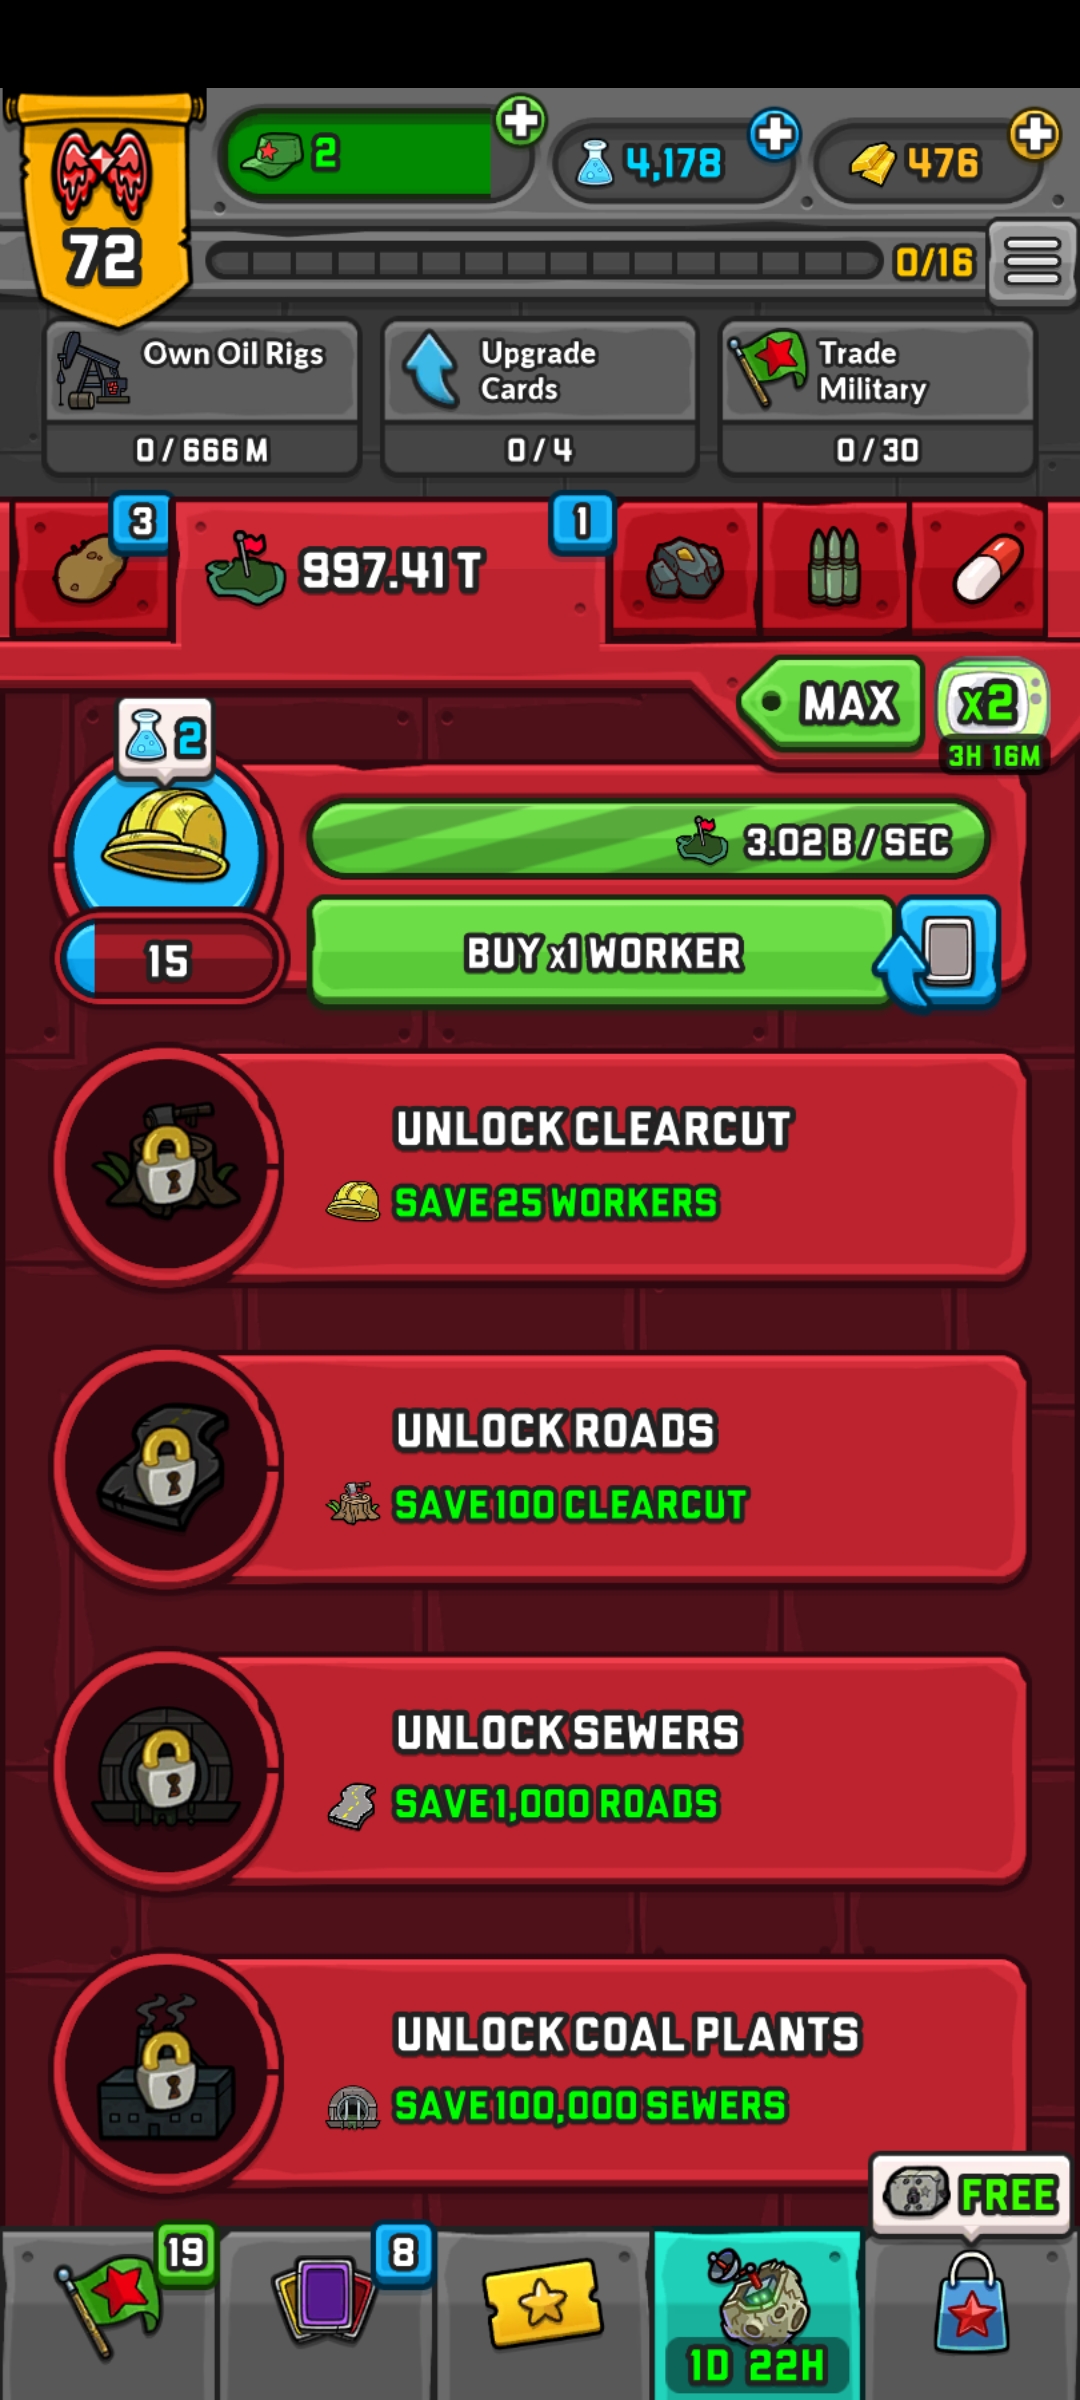 72
2
4,178
476
0/16
Own Oil Rigs
0 / 666 M
Upgrade
Cards
0 / 4
Trade
Military
0 / 30
3
997.41 T
1
MAX
x2
3H 16M
2
3.02 B / SEC
15
BUY x1 WORKER
UNLOCK CLEARCUT
SAVE 25 WORKERS
UNLOCK ROADS
SAVE 100 CLEARCUT
UNLOCK SEWERS
SAVE 1,000 ROADS
UNLOCK COAL PLANTS
SAVE 100,000 SEWERS
FREE
19
8
1D 22H